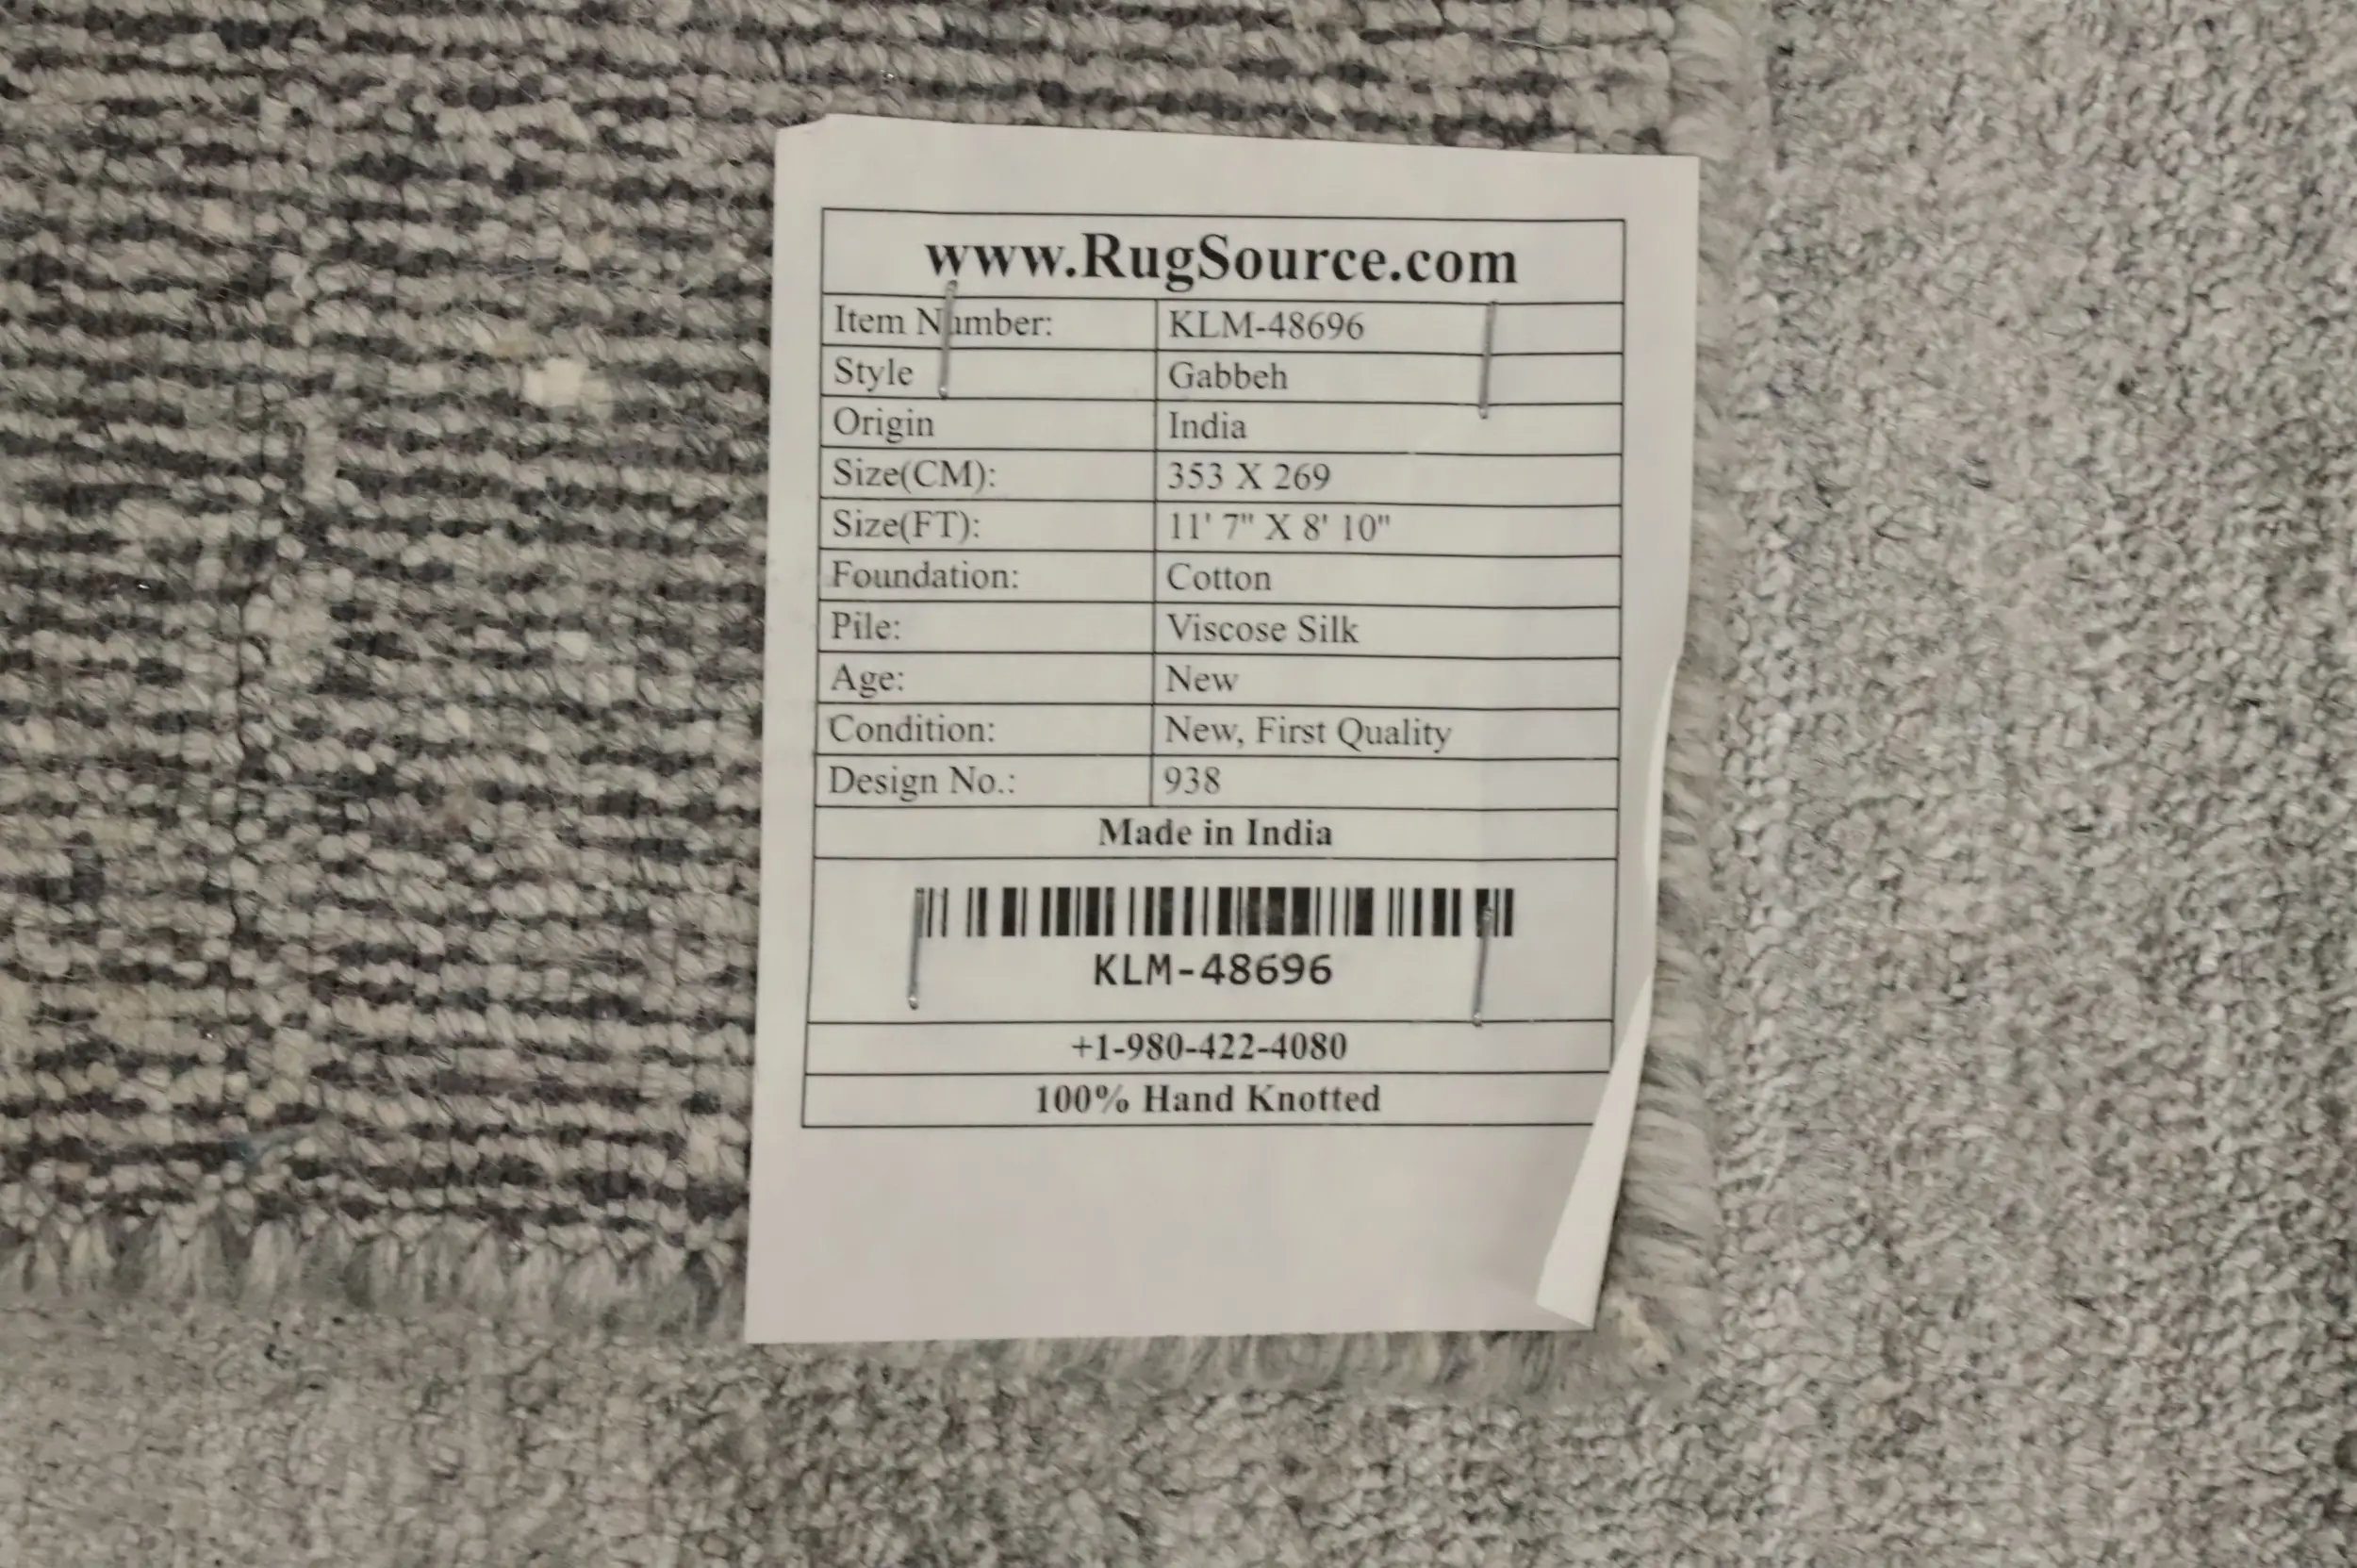 www.RugSource.com
Item Number: KLM-48696
Style Gabbeh
Origin India
Size(CM): 353 X 269
Size(FT): 11' 7" X 8' 10"
Foundation: Cotton
Pile: Viscose Silk
Age: New
Condition: New, First Quality
Design No.: 938
Made in India
KLM-48696
+1-980-422-4080
100% Hand Knotted